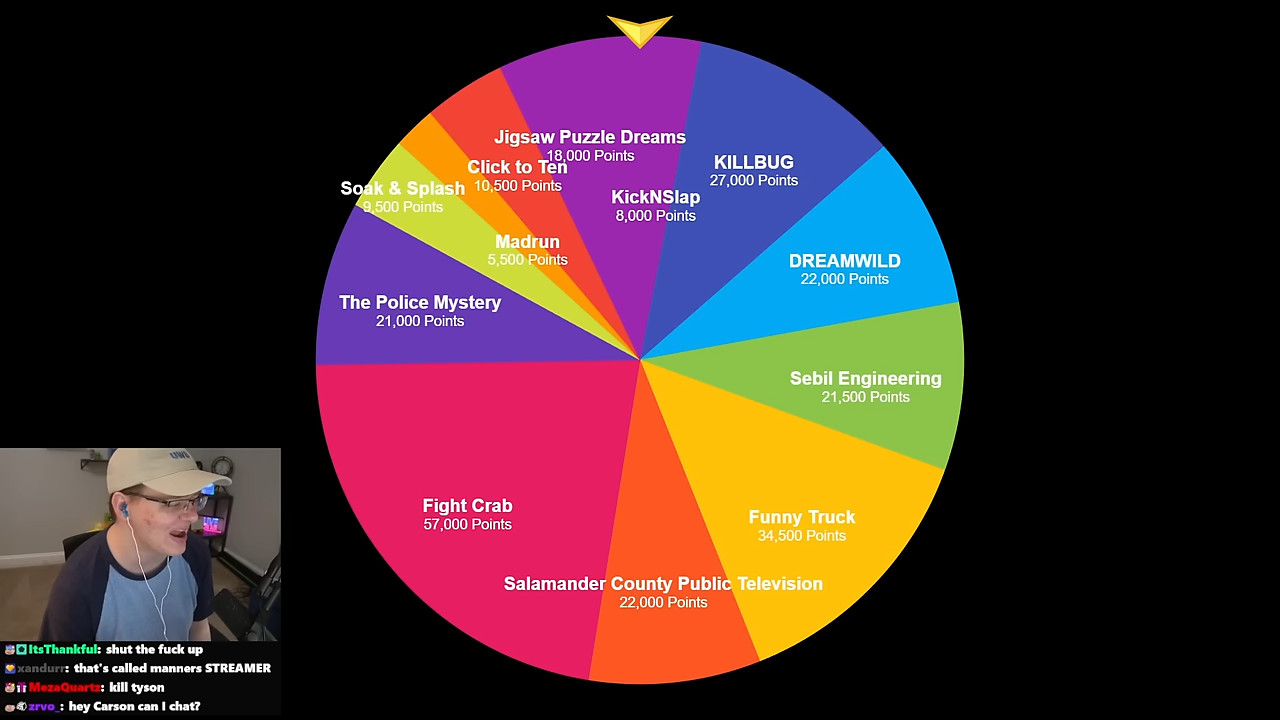 Jigsaw Puzzle Dreams
18,000 Points
KILLBUG
27,000 Points
Click to Ten
10,500 Points
Soak & Splash
9,500 Points
KickNSlap
8,000 Points
Madrun
5,500 Points
DREAMWILD
22,000 Points
The Police Mystery
21,000 Points
Sebil Engineering
21,500 Points
Fight Crab
57,000 Points
Funny Truck
34,500 Points
Salamander County Public Television
22,000 Points
ItsThankful: shut the fuck up
xandurr: that's called manners STREAMER
MezaQuartz: kill tyson
zrvo_: hey Carson can I chat?